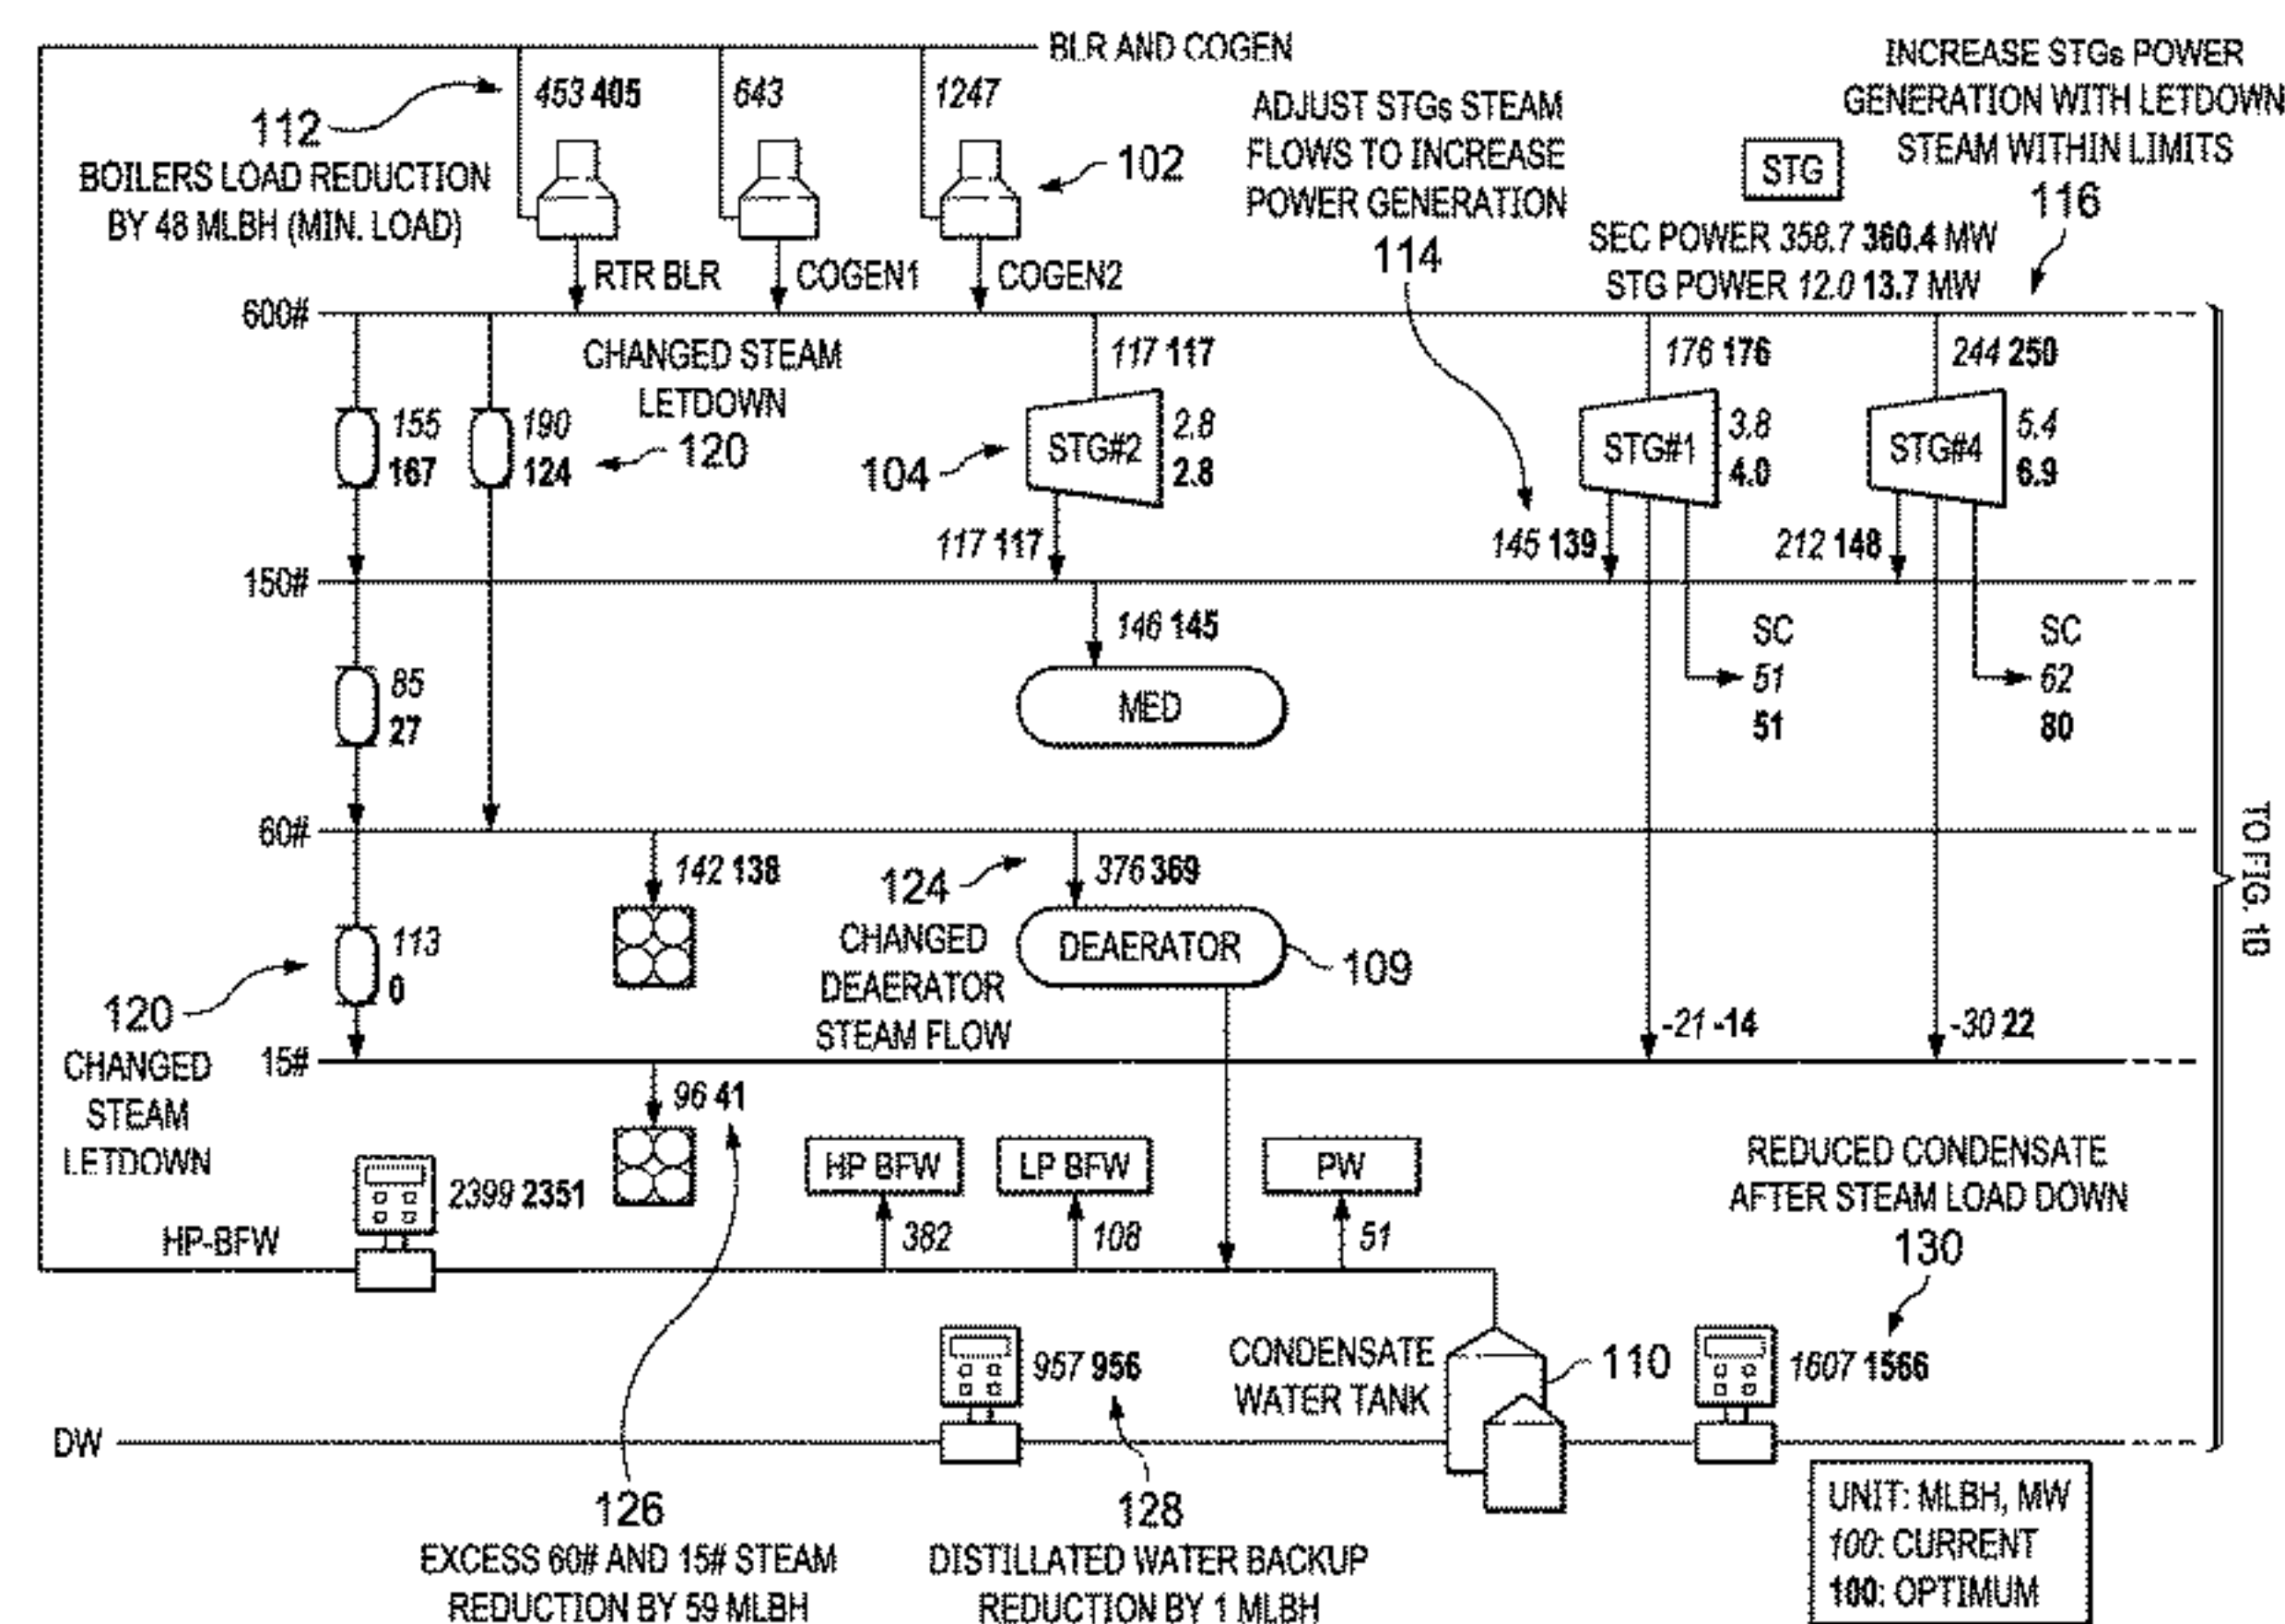 BLR AND COGEN
INCREASE STGs POWER
GENERATION WITH LETDOWN
STEAM WITHIN LIMITS
116
453 405
643
1247
112
BOILERS LOAD REDUCTION
BY 48 MLBH (MIN. LOAD)
102
ADJUST STGs STEAM
FLOWS TO INCREASE
POWER GENERATION
114
STG
SEC POWER 358.7 360.4 MW
STG POWER 12.0 13.7 MW
RTR BLR
COGEN1
COGEN2
600#
CHANGED STEAM
LETDOWN
120
117 117
176 176
244 250
155
167
190
124
104
STG#2
2.8
2.8
STG#1
3.8
4.0
STG#4
5.4
6.9
117 117
145 139
212 148
150#
146 145
SC
51
51
SC
62
80
85
27
MED
60#
142 138
124
CHANGED
DEAERATOR
STEAM FLOW
376 369
DEAERATOR
109
113
0
120
CHANGED
STEAM
LETDOWN
-21 -14
-30 22
15#
96 41
TO FIG. 1D
2399 2351
HP-BFW
HP BFW
LP BFW
PW
382
108
51
REDUCED CONDENSATE
AFTER STEAM LOAD DOWN
130
957 956
CONDENSATE
WATER TANK
110
1607 1566
DW
126
EXCESS 60# AND 15# STEAM
REDUCTION BY 59 MLBH
128
DISTILLATED WATER BACKUP
REDUCTION BY 1 MLBH
UNIT: MLBH, MW
100: CURRENT
100: OPTIMUM